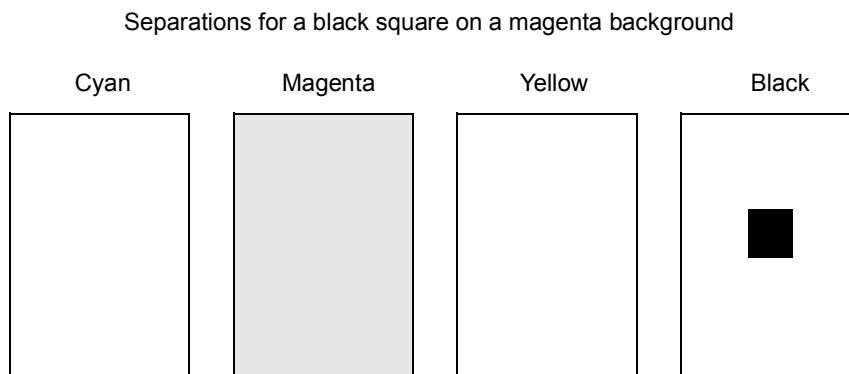 Separations for a black square on a magenta background
Cyan Magenta Yellow Black